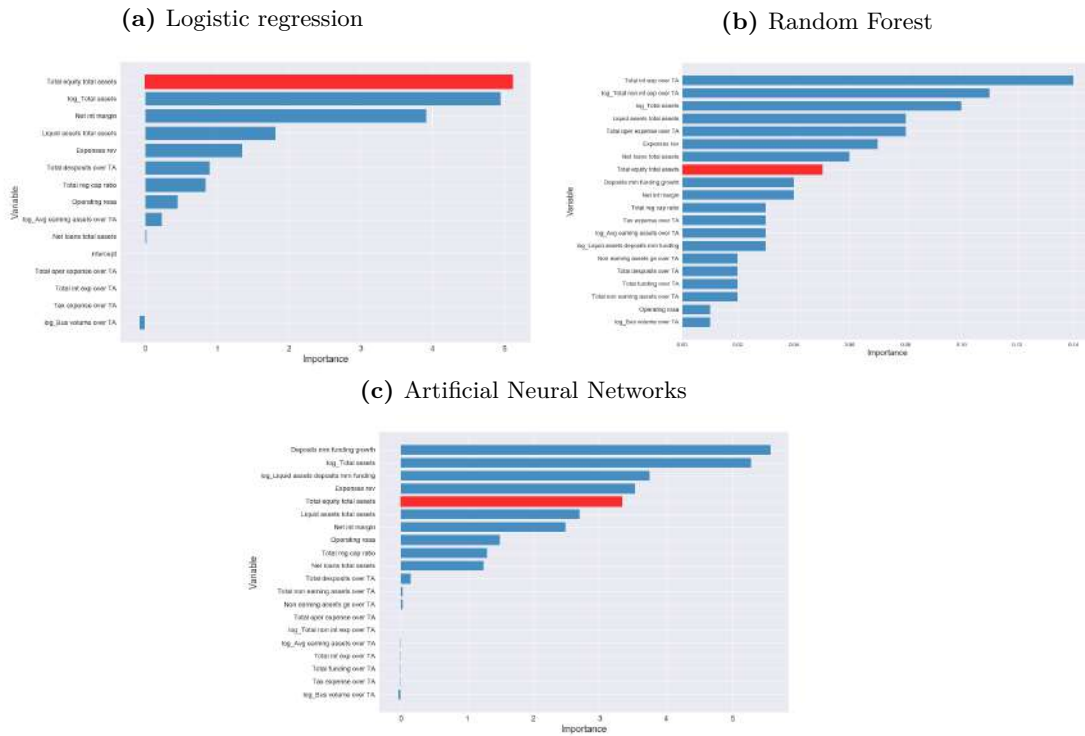 (a) Logistic regression
Total equity total assets
log_Total assets
Net int margin
Liquid assets total assets
Expenses rev
Total desposits over TA
Total reg cap ratio
Operating roaa
log_Avg earning assets over TA
Net loans total assets
intercept
Total oper expense over TA
Total int exp over TA
Tax expense over TA
log_Bus volume over TA
Variable
0 1 2 3 4 5
Importance
(b) Random Forest
Total int exp over TA
log_Total non int exp over TA
log_Total assets
Liquid assets total assets
Total oper expense over TA
Expenses rev
Net loans total assets
Total equity total assets
Deposits mm funding growth
Net int margin
Total reg cap ratio
Tax expense over TA
log_Avg earning assets over TA
log_Liquid assets deposits mm funding
Non earning assets ge over TA
Total desposits over TA
Total funding over TA
Total non earning assets over TA
Operating roaa
log_Bus volume over TA
Variable
Importance
(c) Artificial Neural Networks
Deposits mm funding growth
log_Total assets
log_Liquid assets deposits mm funding
Expenses rev
Total equity total assets
Liquid assets total assets
Net int margin
Operating roaa
Total reg cap ratio
Net loans total assets
Total desposits over TA
Total non earning assets over TA
Non earning assets ge over TA
Total oper expense over TA
log_Total non int exp over TA
log_Avg earning assets over TA
Total int exp over TA
Total funding over TA
Tax expense over TA
log_Bus volume over TA
Variable
0 1 2 3 4 5
Importance